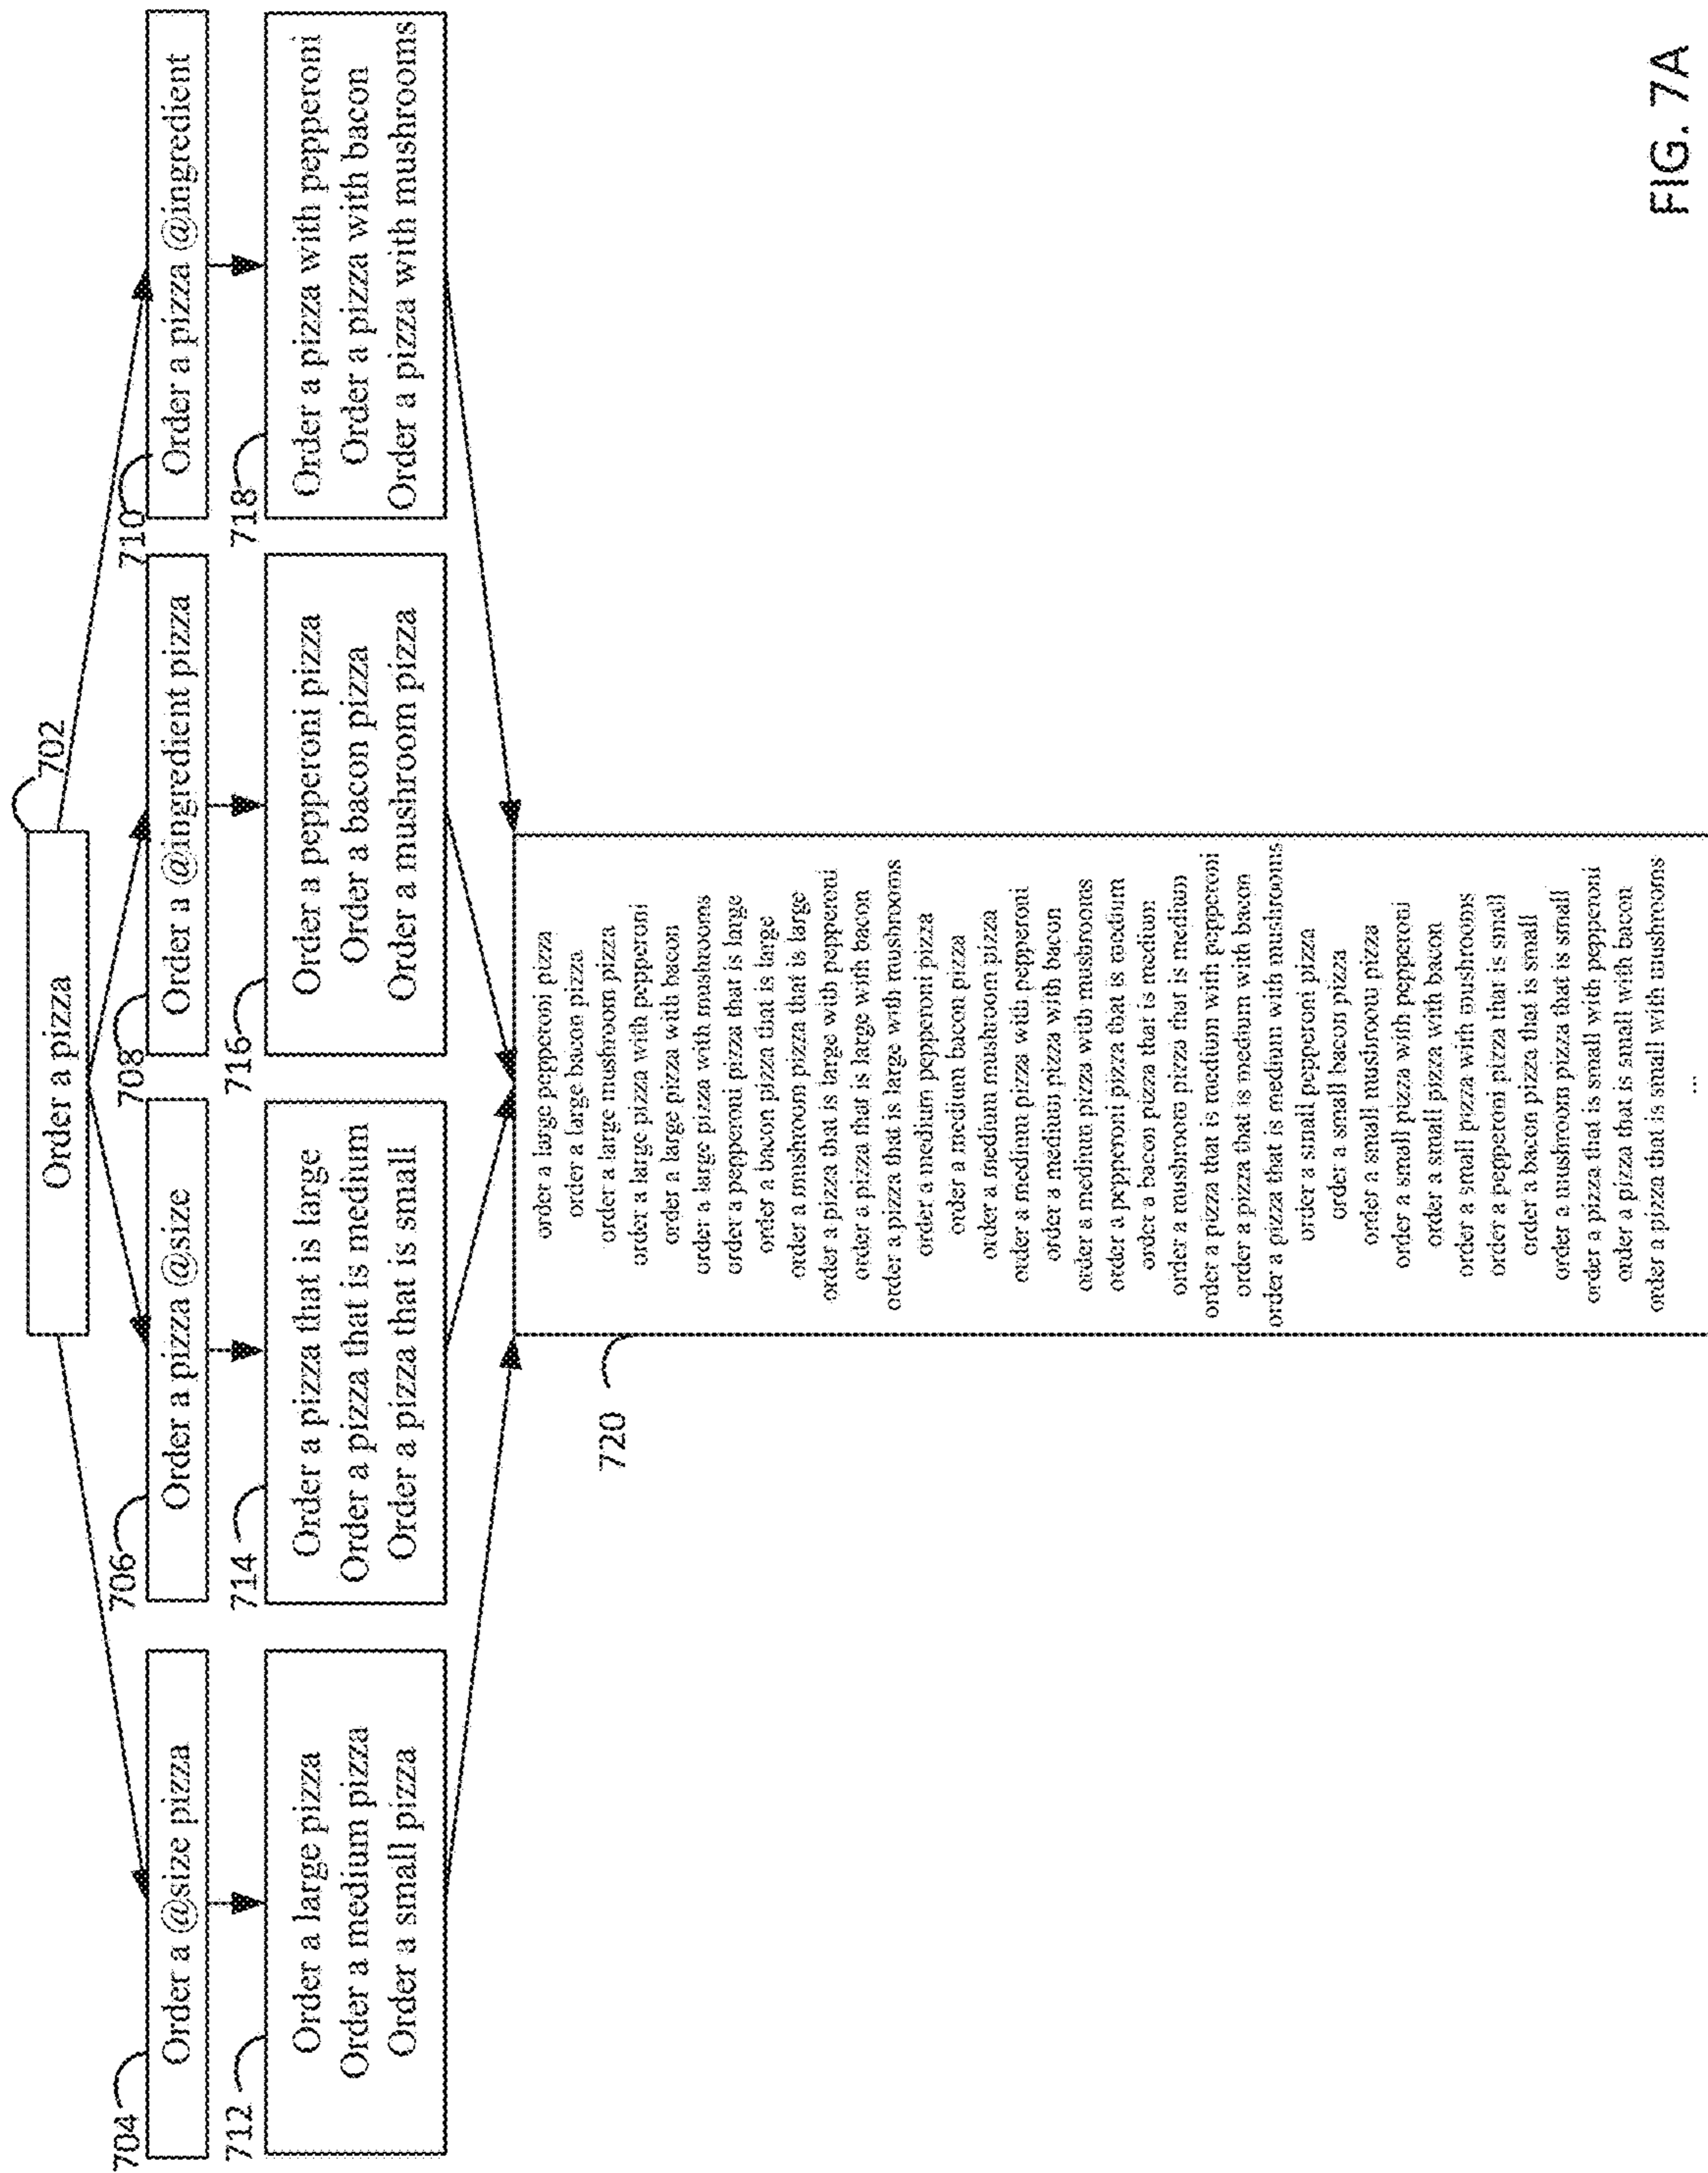 702
Order a pizza
704
Order a @size pizza
706
Order a pizza @size
708
Order a @ingredient pizza
710
Order a pizza @ingredient
712
Order a large pizza
Order a medium pizza
Order a small pizza
714
Order a pizza that is large
Order a pizza that is medium
Order a pizza that is small
716
Order a pepperoni pizza
Order a bacon pizza
Order a mushroom pizza
718
Order a pizza with pepperoni
Order a pizza with bacon
Order a pizza with mushrooms
720
order a large pepperoni pizza
order a large bacon pizza
order a large mushroom pizza
order a large pizza with pepperoni
order a large pizza with bacon
order a large pizza with mushrooms
order a pepperoni pizza that is large
order a bacon pizza that is large
order a mushroom pizza that is large
order a pizza that is large with pepperoni
order a pizza that is large with bacon
order a pizza that is large with mushrooms
order a medium pepperoni pizza
order a medium bacon pizza
order a medium mushroom pizza
order a medium pizza with pepperoni
order a medium pizza with bacon
order a medium pizza with mushrooms
order a pepperoni pizza that is medium
order a bacon pizza that is medium
order a mushroom pizza that is medium
order a pizza that is medium with pepperoni
order a pizza that is medium with bacon
order a pizza that is medium with mushrooms
order a small pepperoni pizza
order a small bacon pizza
order a small mushroom pizza
order a small pizza with pepperoni
order a small pizza with bacon
order a small pizza with mushrooms
order a pepperoni pizza that is small
order a bacon pizza that is small
order a mushroom pizza that is small
order a pizza that is small with pepperoni
order a pizza that is small with bacon
order a pizza that is small with mushrooms
...
FIG. 7A